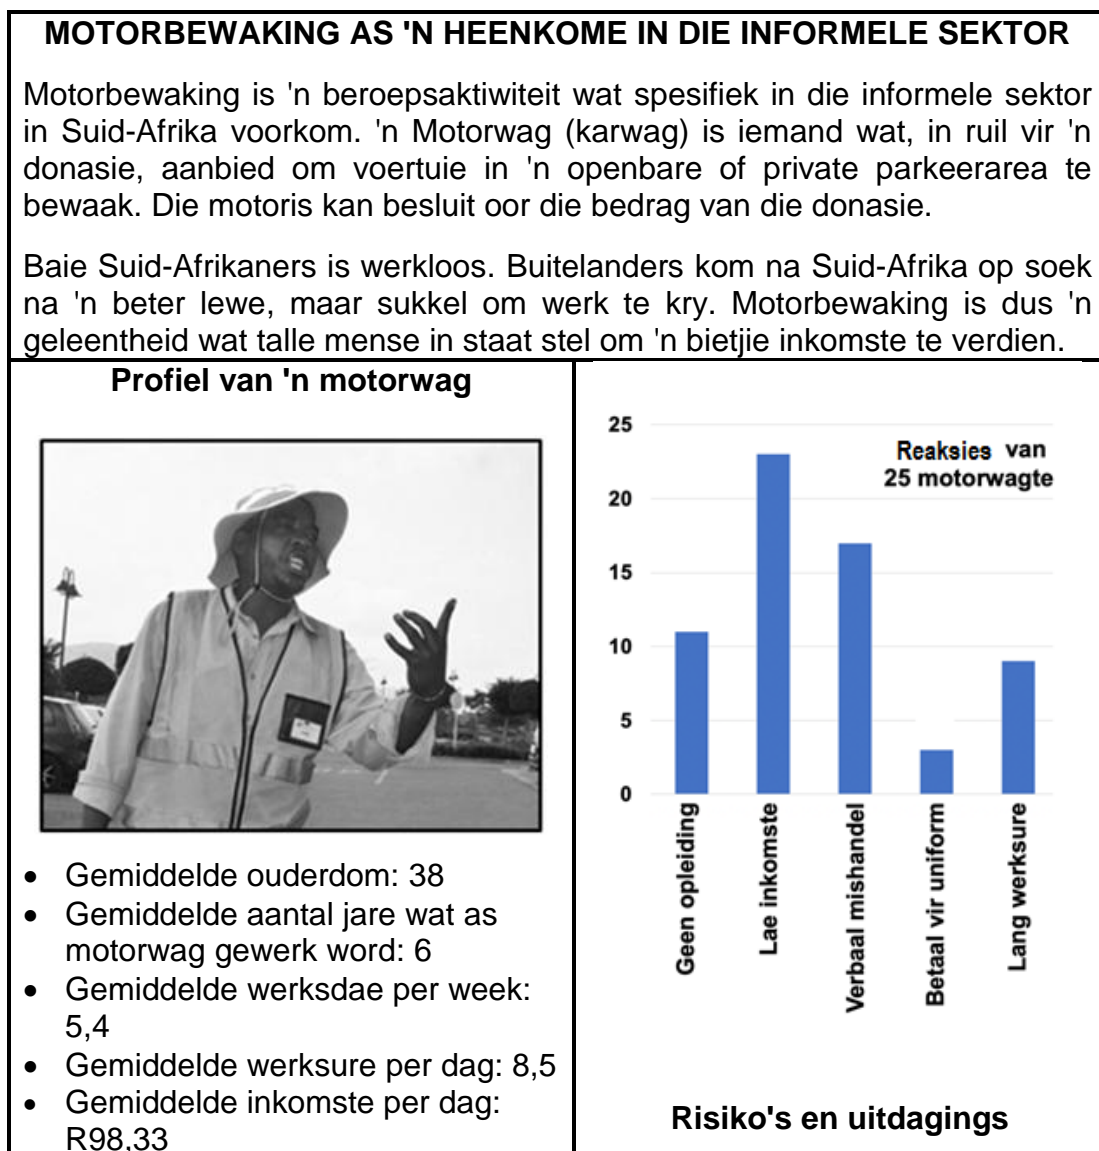 MOTORBEWAKING AS 'N HEENKOME IN DIE INFORMELE SEKTOR
Motorbewaking is 'n beroepsaktiwiteit wat spesifiek in die informele sektor
in Suid-Afrika voorkom. 'n Motorwag (karwag) is iemand wat, in ruil vir 'n
donasie, aanbied om voertuie in 'n openbare of private parkeerarea te
bewaak. Die motoris kan besluit oor die bedrag van die donasie.
Baie Suid-Afrikaners is werkloos. Buitelanders kom na Suid-Afrika op soek
na 'n beter lewe, maar sukkel om werk te kry. Motorbewaking is dus 'n
geleentheid wat talle mense in staat stel om 'n bietjie inkomste te verdien.
Profiel van 'n motorwag
• Gemiddelde ouderdom: 38
• Gemiddelde aantal jare wat as
motorwag gewerk word: 6
• Gemiddelde werksdae per week:
5,4
• Gemiddelde werksure per dag: 8,5
• Gemiddelde inkomste per dag:
R98,33
Reaksies van
25 motorwagte
25
20
15
10
5
0
Geen opleiding
Lae inkomste
Verbaal mishandel
Betaal vir uniform
Lang werksure
Risiko's en uitdagings